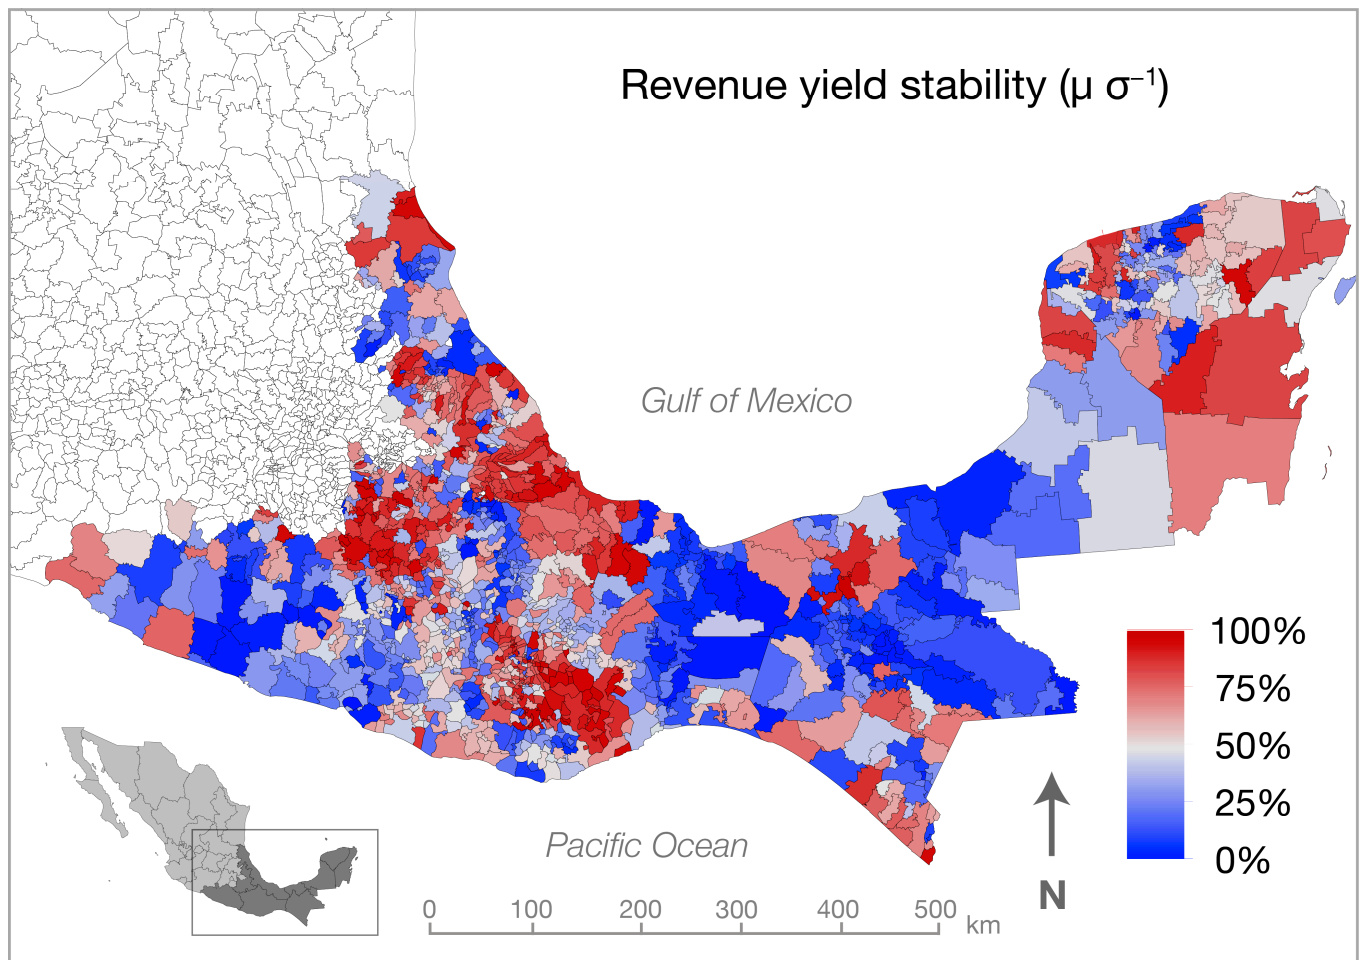 Revenue yield stability (µ σ⁻¹)
Gulf of Mexico
100%
75%
50%
25%
0%
Pacific Ocean
N
0 100 200 300 400 500 km